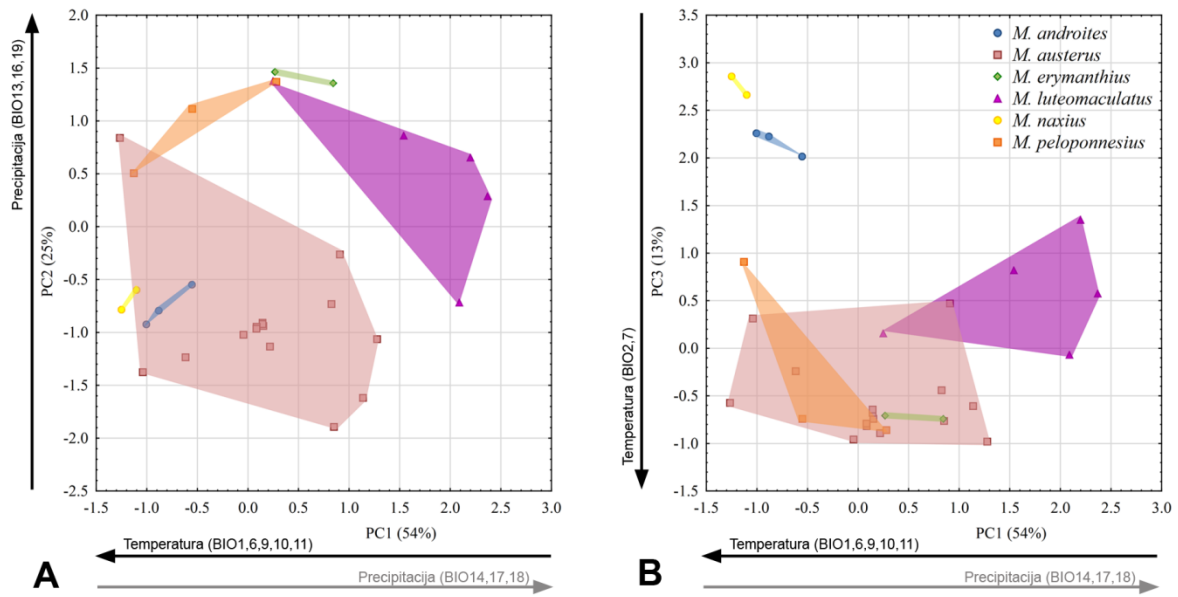 Precipitacija (BIO13,16,19)
PC2 (25%)
2.0
1.5
1.0
0.5
0.0
-0.5
-1.0
-1.5
-2.0
-2.5
-1.5 -1.0 -0.5 0.0 0.5 1.0 1.5 2.0 2.5 3.0
PC1 (54%)
Temperatura (BIO1,6,9,10,11)
Precipitacija (BIO14,17,18)
A
Temperatura (BIO2,7)
PC3 (13%)
3.5
3.0
2.5
2.0
1.5
1.0
0.5
0.0
-0.5
-1.0
-1.5
M. androites
M. austerus
M. erymanthius
M. luteomaculatus
M. naxius
M. peloponnesius
-1.5 -1.0 -0.5 0.0 0.5 1.0 1.5 2.0 2.5 3.0
PC1 (54%)
Temperatura (BIO1,6,9,10,11)
Precipitacija (BIO14,17,18)
B